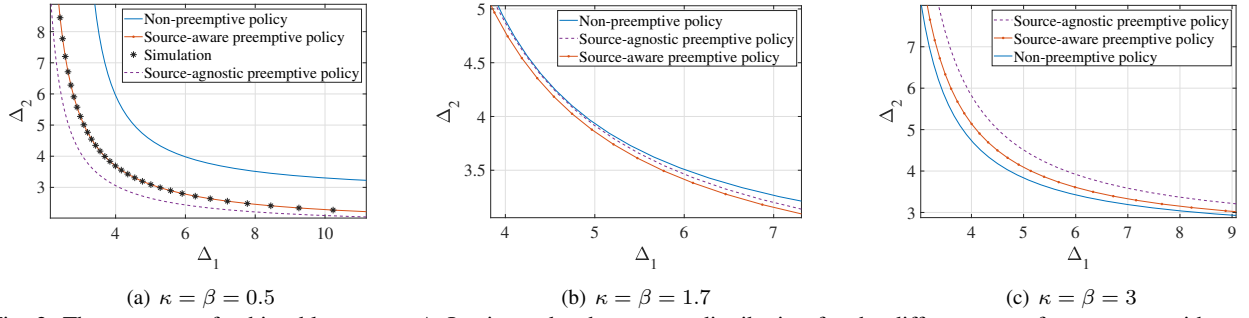 Non-preemptive policy
Source-aware preemptive policy
Simulation
Source-agnostic preemptive policy
8
7
6
5
4
3
Δ₂
4
6
8
10
Δ₁
(a) κ = β = 0.5
Non-preemptive policy
Source-agnostic preemptive policy
Source-aware preemptive policy
5
4.5
4
3.5
Δ₂
4
5
6
7
Δ₁
(b) κ = β = 1.7
Source-agnostic preemptive policy
Source-aware preemptive policy
Non-preemptive policy
7
6
5
4
3
Δ₂
4
5
6
7
8
9
Δ₁
(c) κ = β = 3